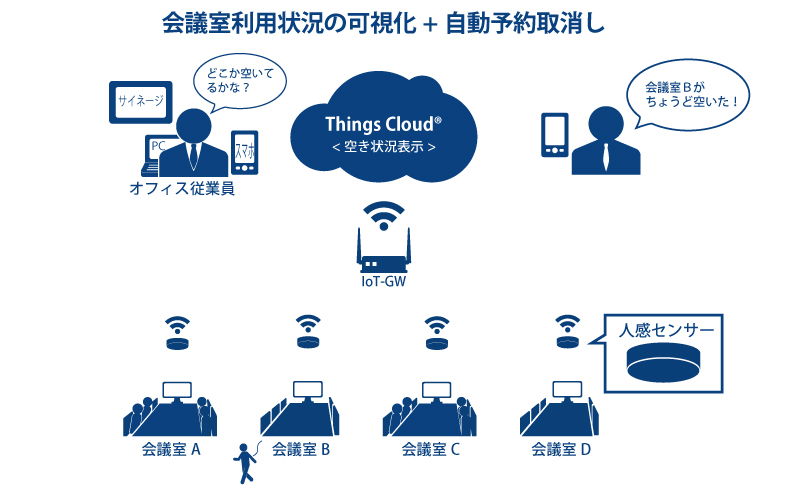 会議室利用状況の可視化 + 自動予約取消し
どこか空いて
るかな？
サイネージ
PC
スマホ
オフィス従業員
Things Cloud®
< 空き状況表示 >
会議室Ｂが
ちょうど空いた！
IoT-GW
人感センサー
会議室 A
会議室 B
会議室 C
会議室 D